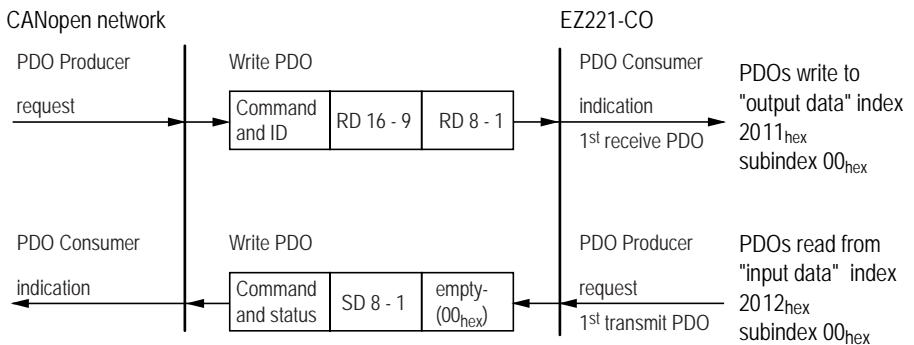 CANopen network
EZ221-CO
PDO Producer
Write PDO
PDO Consumer
PDOs write to
"output data" index
2011hex
subindex 00hex
request
Command
and ID
RD 16 - 9
RD 8 - 1
indication
1st receive PDO
PDO Consumer
Write PDO
PDO Producer
PDOs read from
"input data" index
2012hex
subindex 00hex
indication
Command
and status
SD 8 - 1
empty-
(00hex)
request
1st transmit PDO